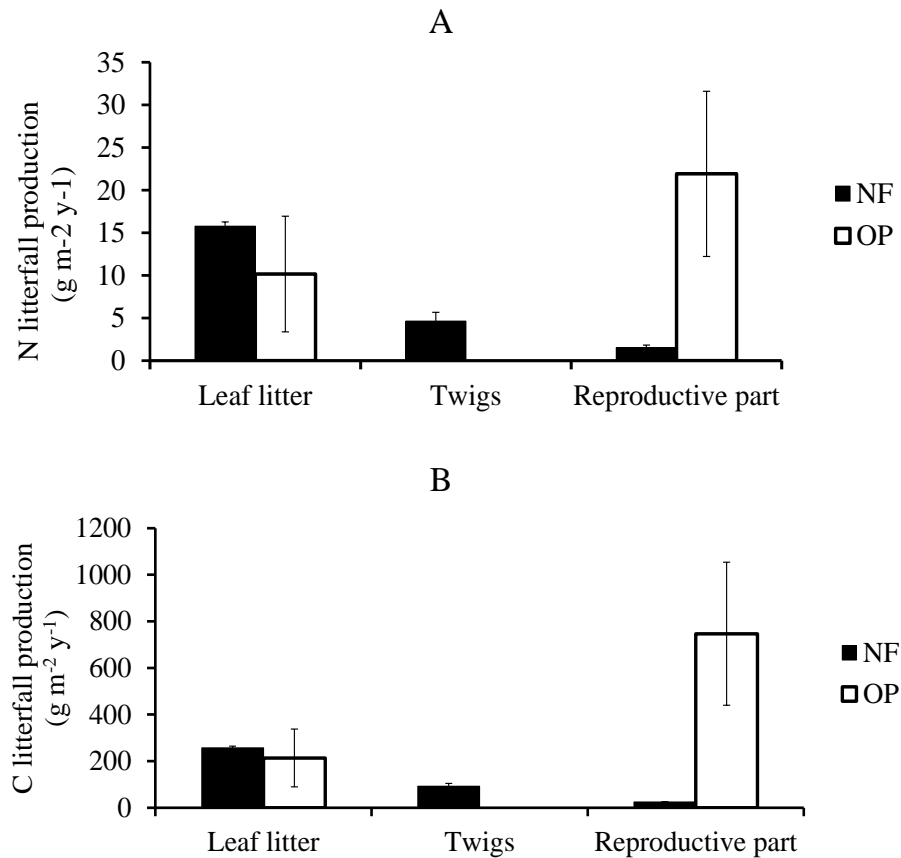 A
N litterfall production
(g m-2 y-1)
35
30
25
20
15
10
5
0
Leaf litter
Twigs
Reproductive part
NF
OP
B
C litterfall production
(g m⁻² y⁻¹)
1200
1000
800
600
400
200
0
Leaf litter
Twigs
Reproductive part
NF
OP